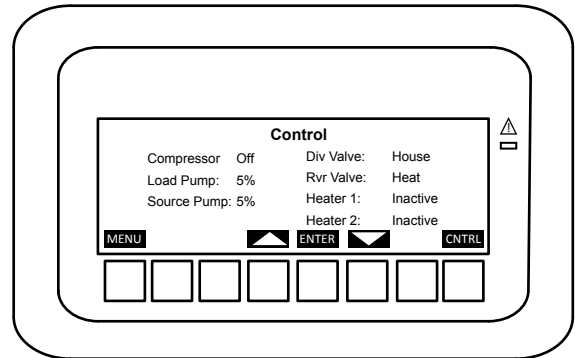 Control
Compressor Off
Load Pump: 5%
Source Pump: 5%
Div Valve: House
Rvr Valve: Heat
Heater 1: Inactive
Heater 2: Inactive
MENU ENTER CNTRL